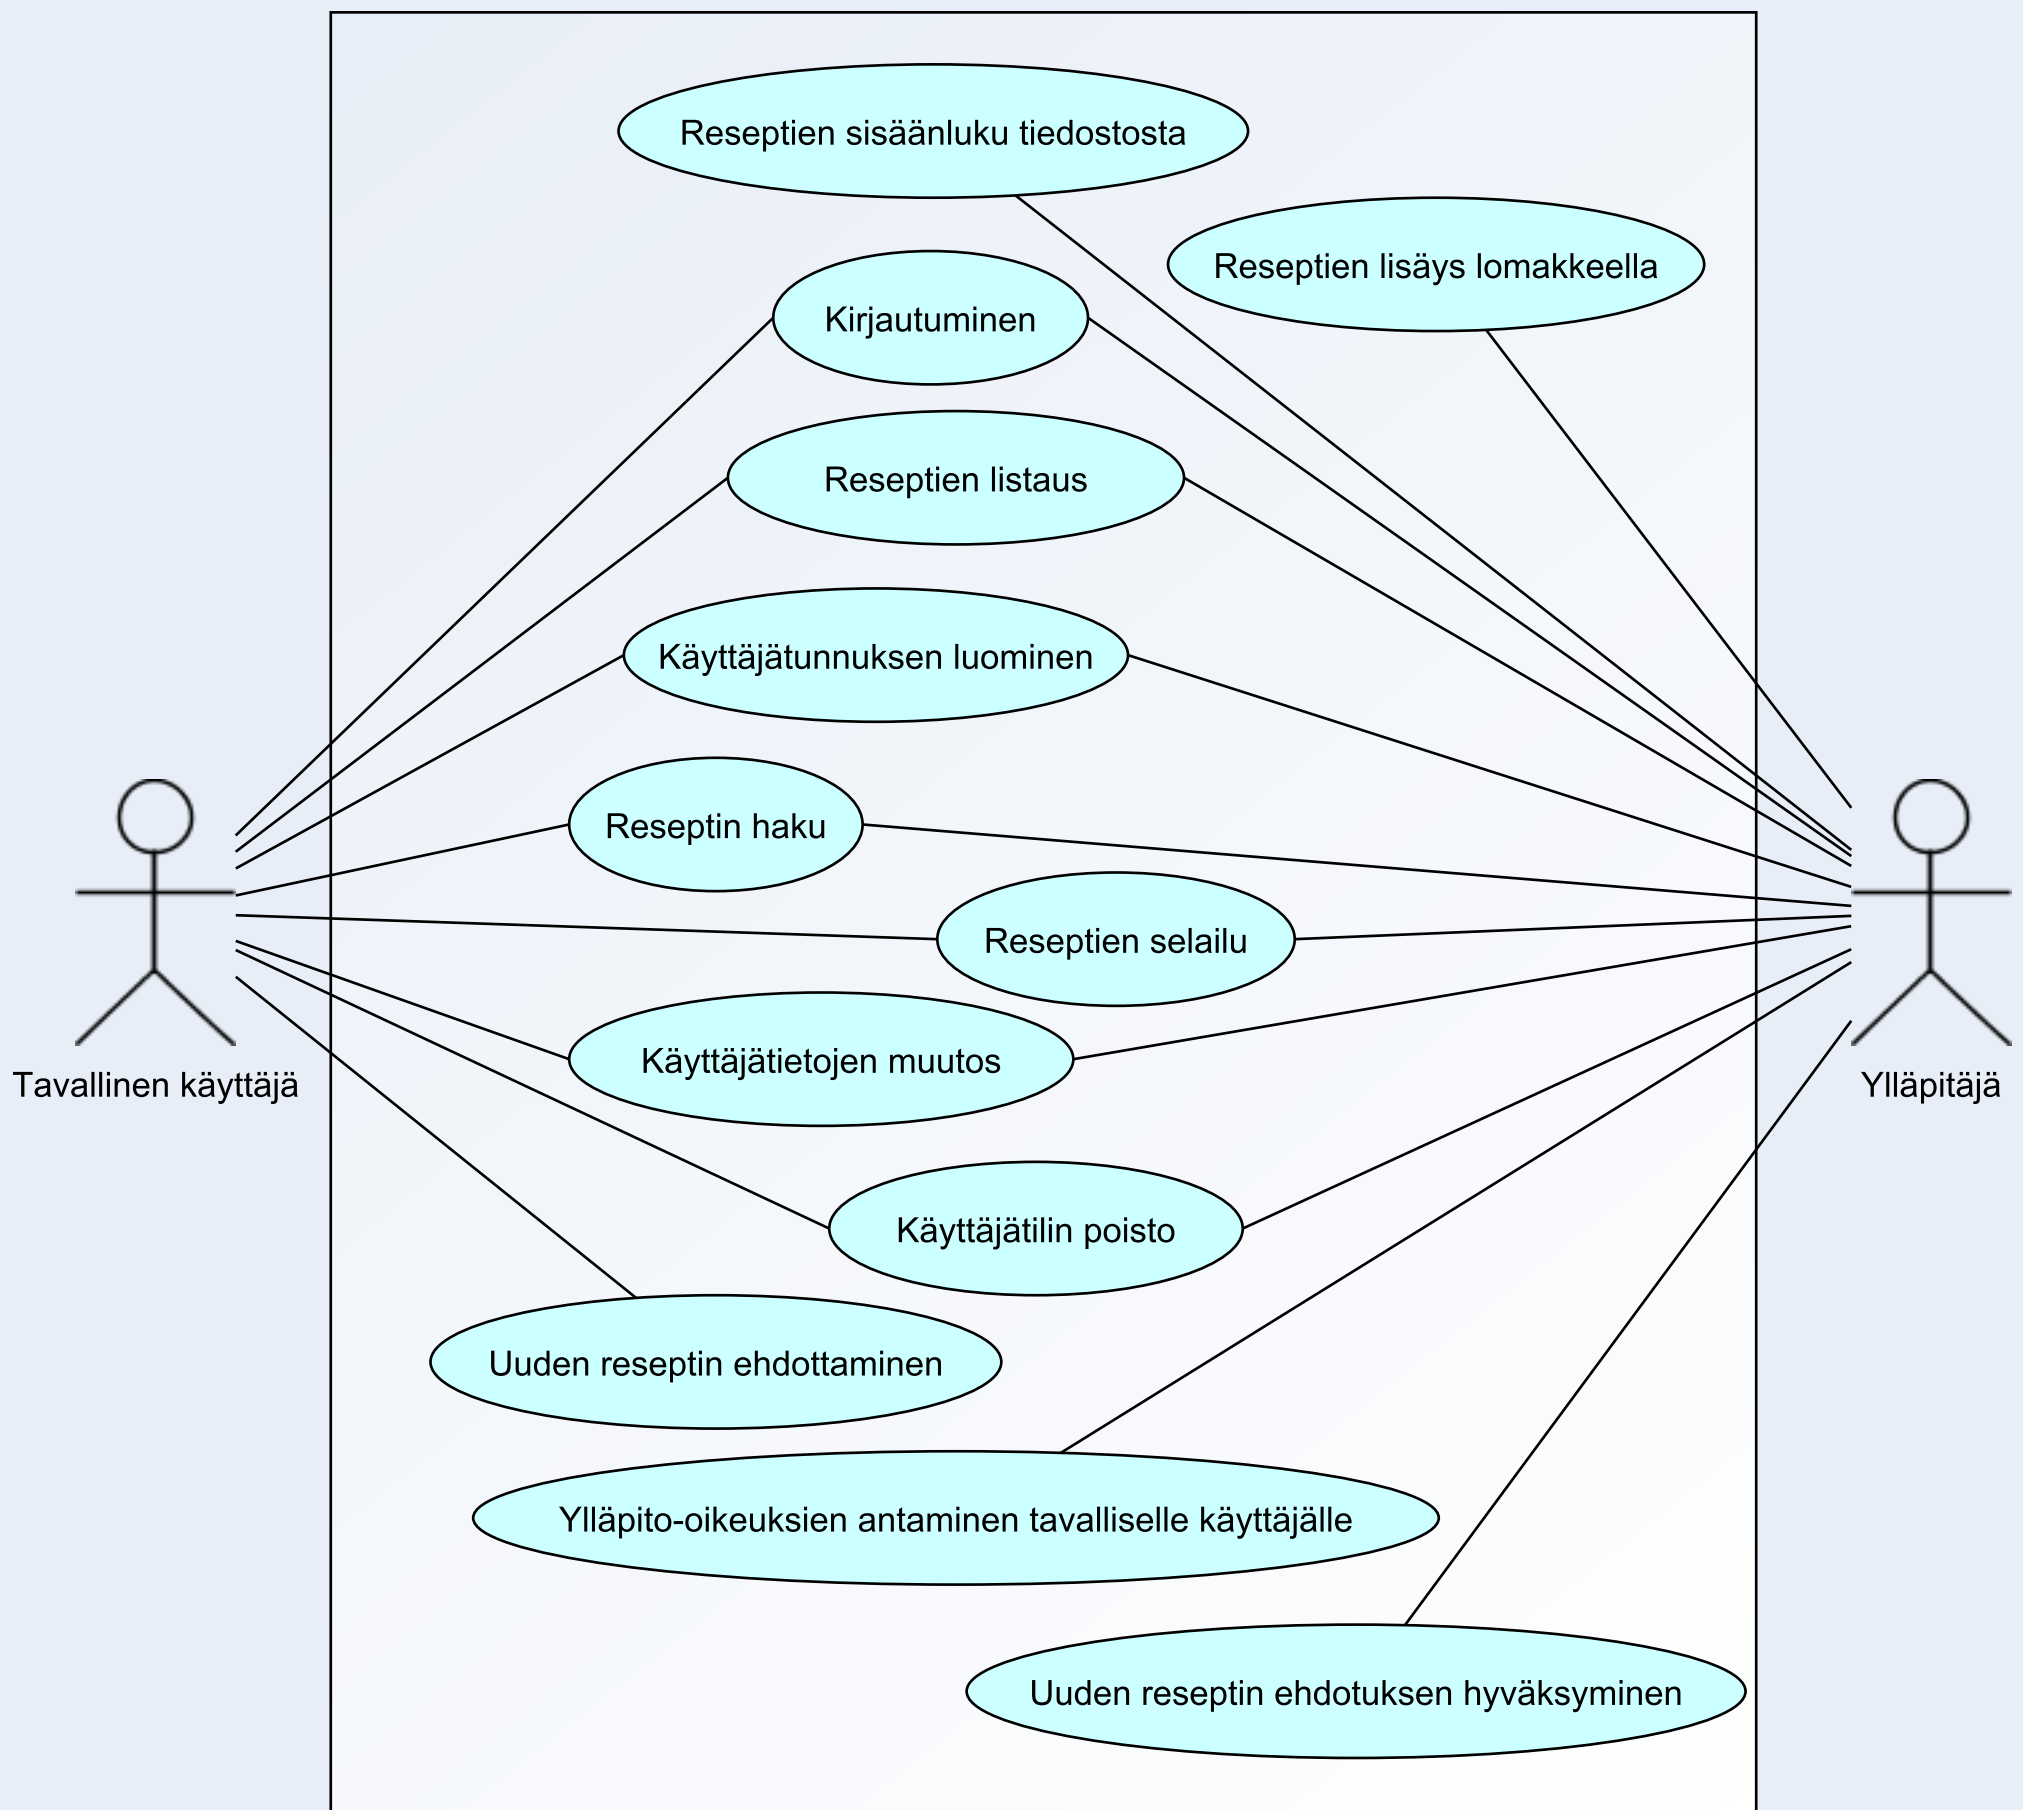 Reseptien sisäänluku tiedostosta
Reseptien lisäys lomakkeella
Kirjautuminen
Reseptien listaus
Käyttäjätunnuksen luominen
Reseptin haku
Reseptien selailu
Käyttäjätietojen muutos
Tavallinen käyttäjä
Ylläpitäjä
Käyttäjätilin poisto
Uuden reseptin ehdottaminen
Ylläpito-oikeuksien antaminen tavalliselle käyttäjälle
Uuden reseptin ehdotuksen hyväksyminen